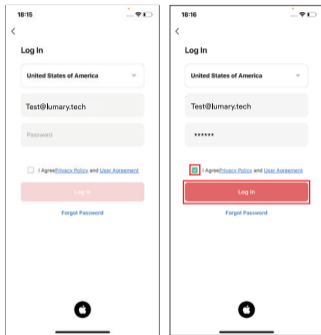 18:15
Log In
United States of America
Test@lumary.tech
Password
I Agree Privacy Policy and User Agreement
Log In
Forgot Password
18:16
Log In
United States of America
Test@lumary.tech
••••••
I Agree Privacy Policy and User Agreement
Log In
Forgot Password